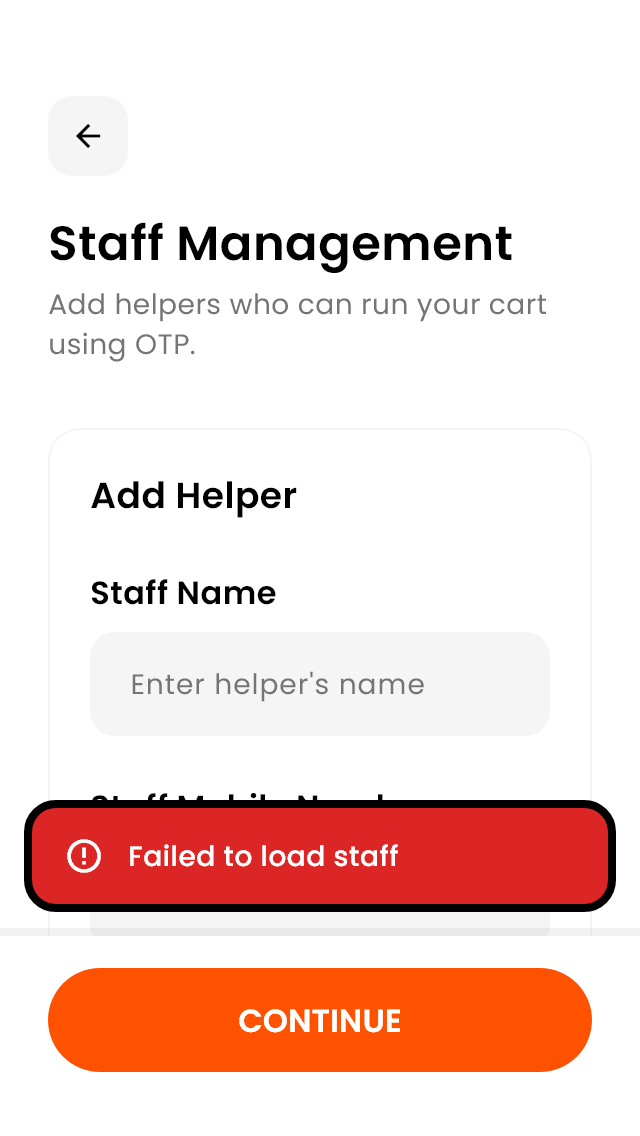 Staff Management
Add helpers who can run your cart
using OTP.
Add Helper
Staff Name
Enter helper's name
Failed to load staff
CONTINUE